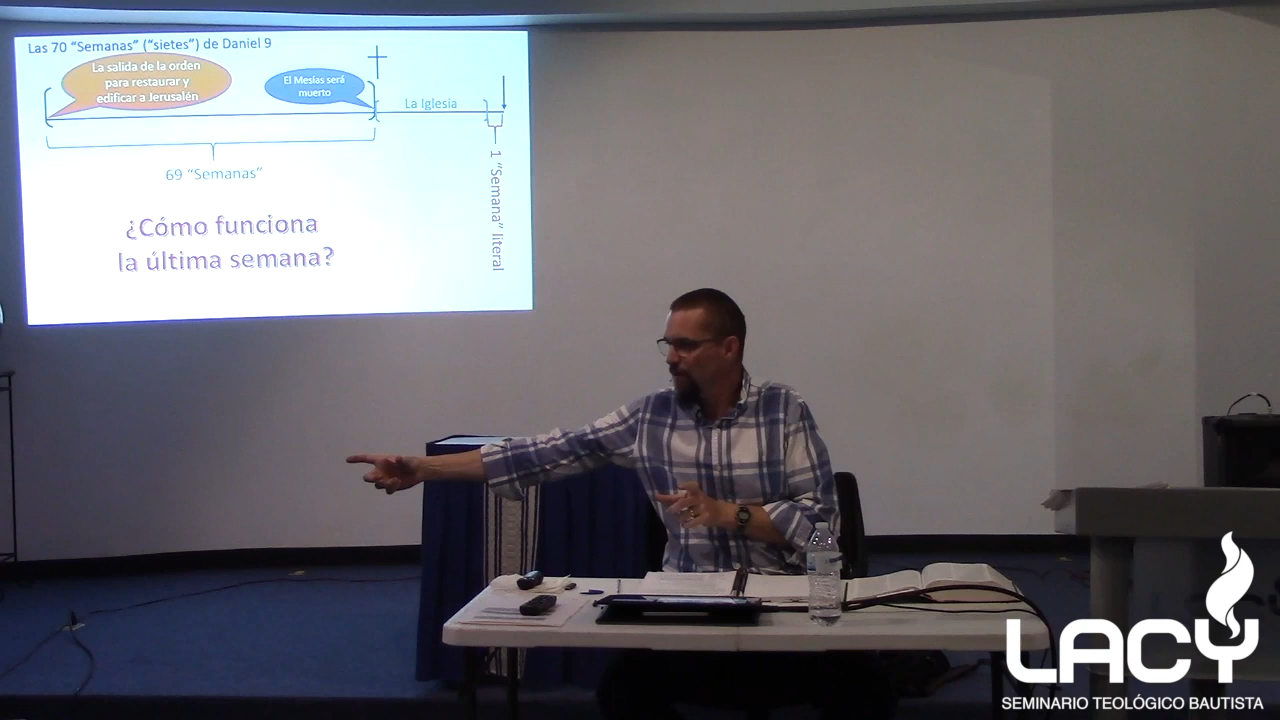 Las 70 “Semanas” (“sietes”) de Daniel 9
La salida de la orden
para restaurar y
edificar a Jerusalén
El Mesías será
muerto
La Iglesia
69 “Semanas”
1 “Semana” literal
¿Cómo funciona
la última semana?
LACY
SEMINARIO TEOLÓGICO BAUTISTA